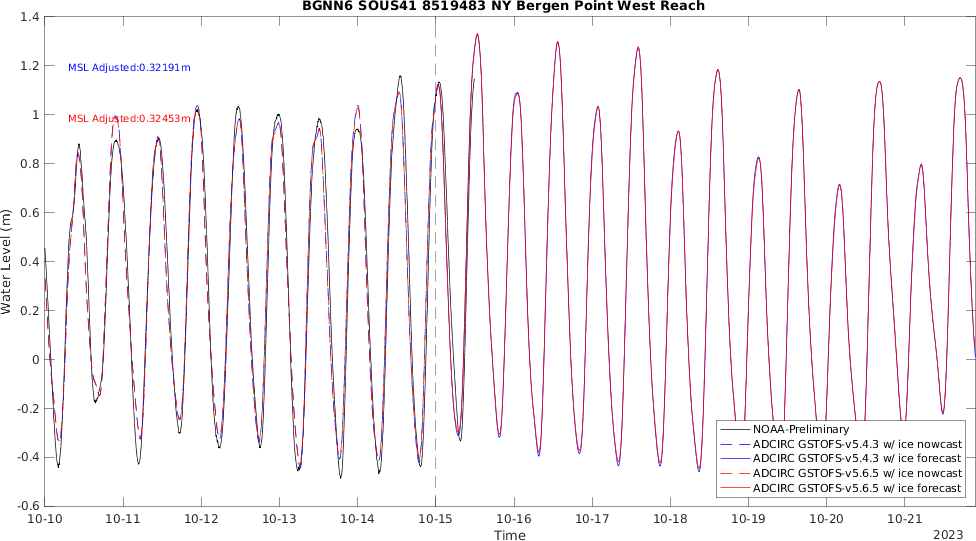 BGNN6 SOUS41 8519483 NY Bergen Point West Reach
1.4
1.2
1
0.8
0.6
0.4
0.2
0
-0.2
-0.4
-0.6
Water Level (m)
MSL Adjusted:0.32191m
MSL Adjusted:0.32453m
NOAA-Preliminary
ADCIRC GSTOFS-v5.4.3 w/ ice nowcast
ADCIRC GSTOFS-v5.4.3 w/ ice forecast
ADCIRC GSTOFS-v5.6.5 w/ ice nowcast
ADCIRC GSTOFS-v5.6.5 w/ ice forecast
10-10 10-11 10-12 10-13 10-14 10-15 10-16 10-17 10-18 10-19 10-20 10-21
Time
2023